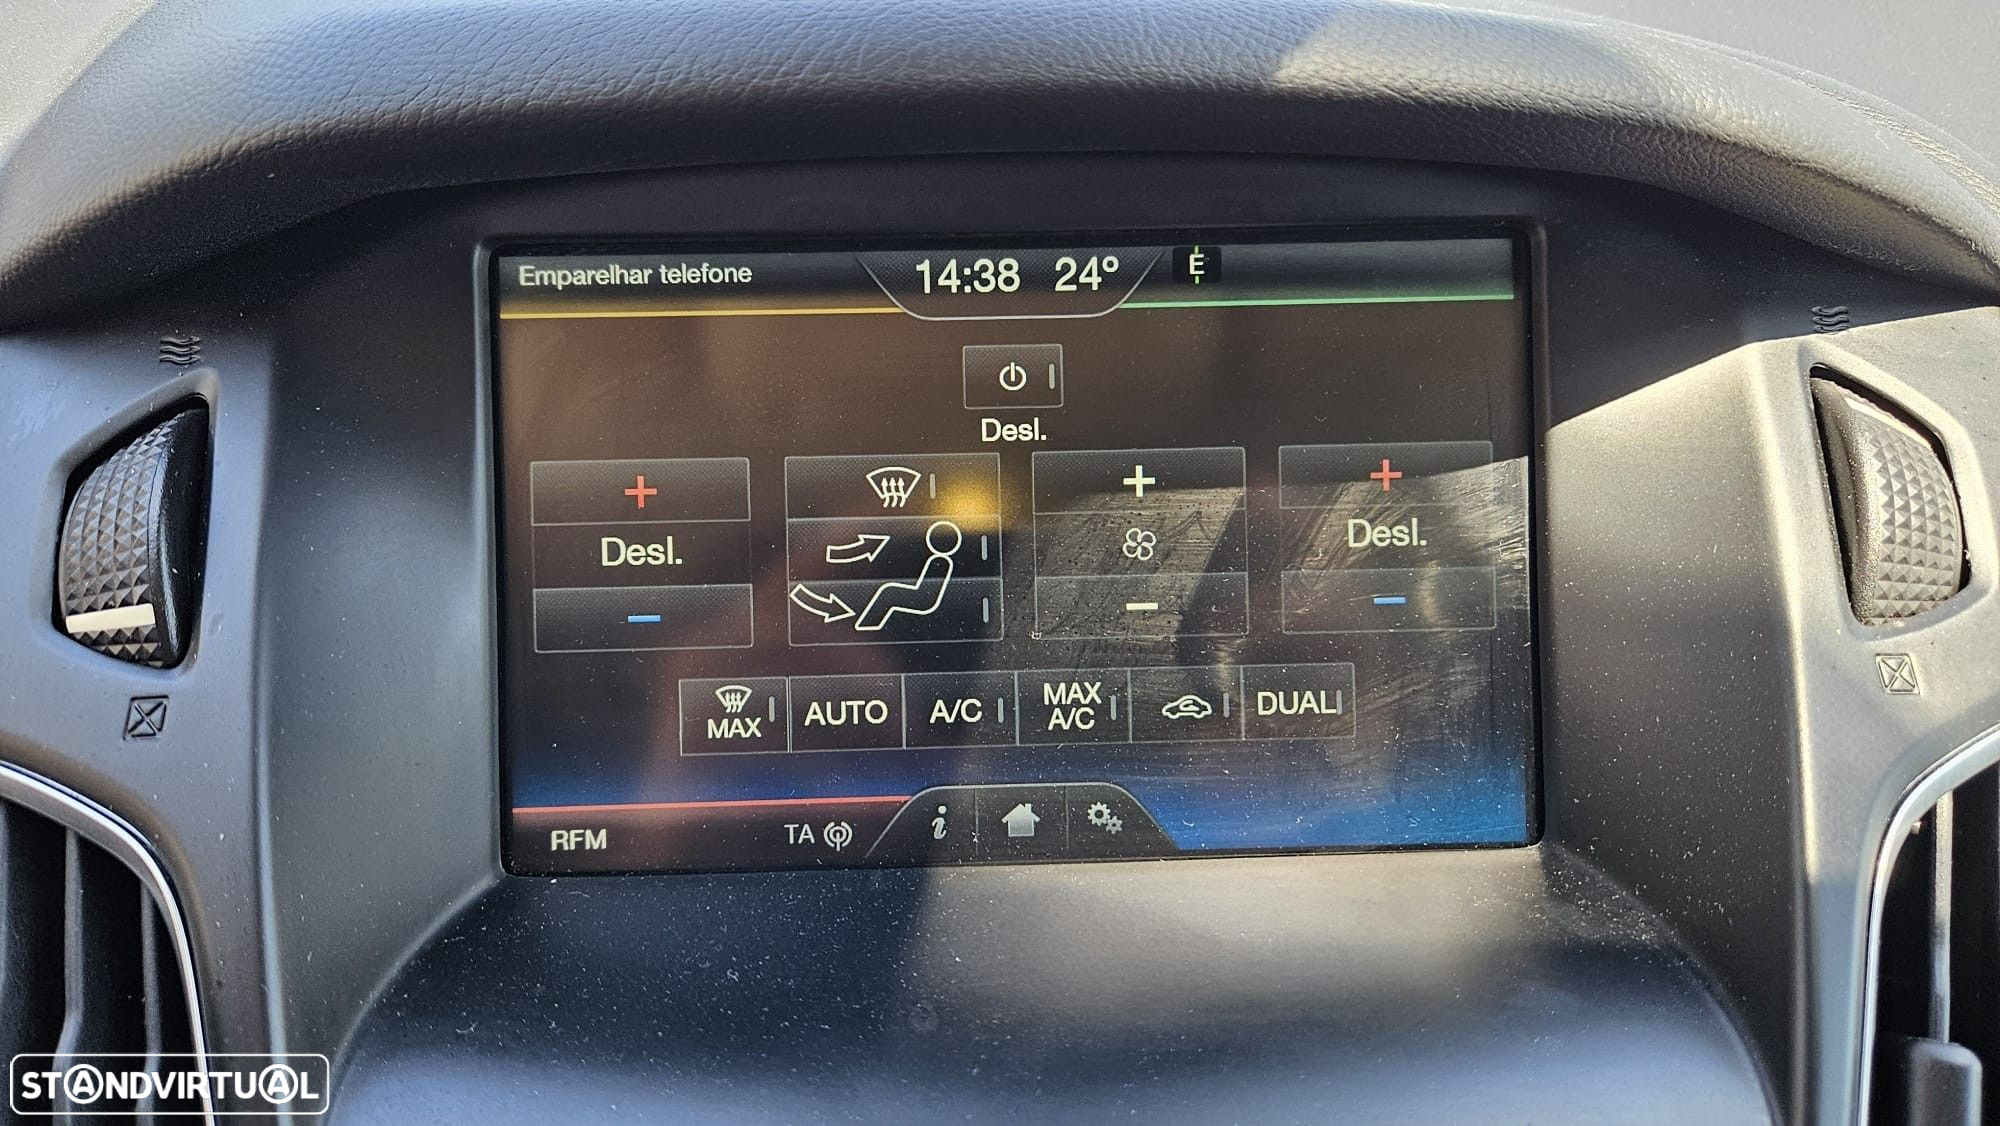 Emparelhar telefone
14:38 24° E
Desl.
Desl.
Desl.
MAX AUTO A/C MAX A/C DUAL
RFM TA i
STANDVIRTUAL